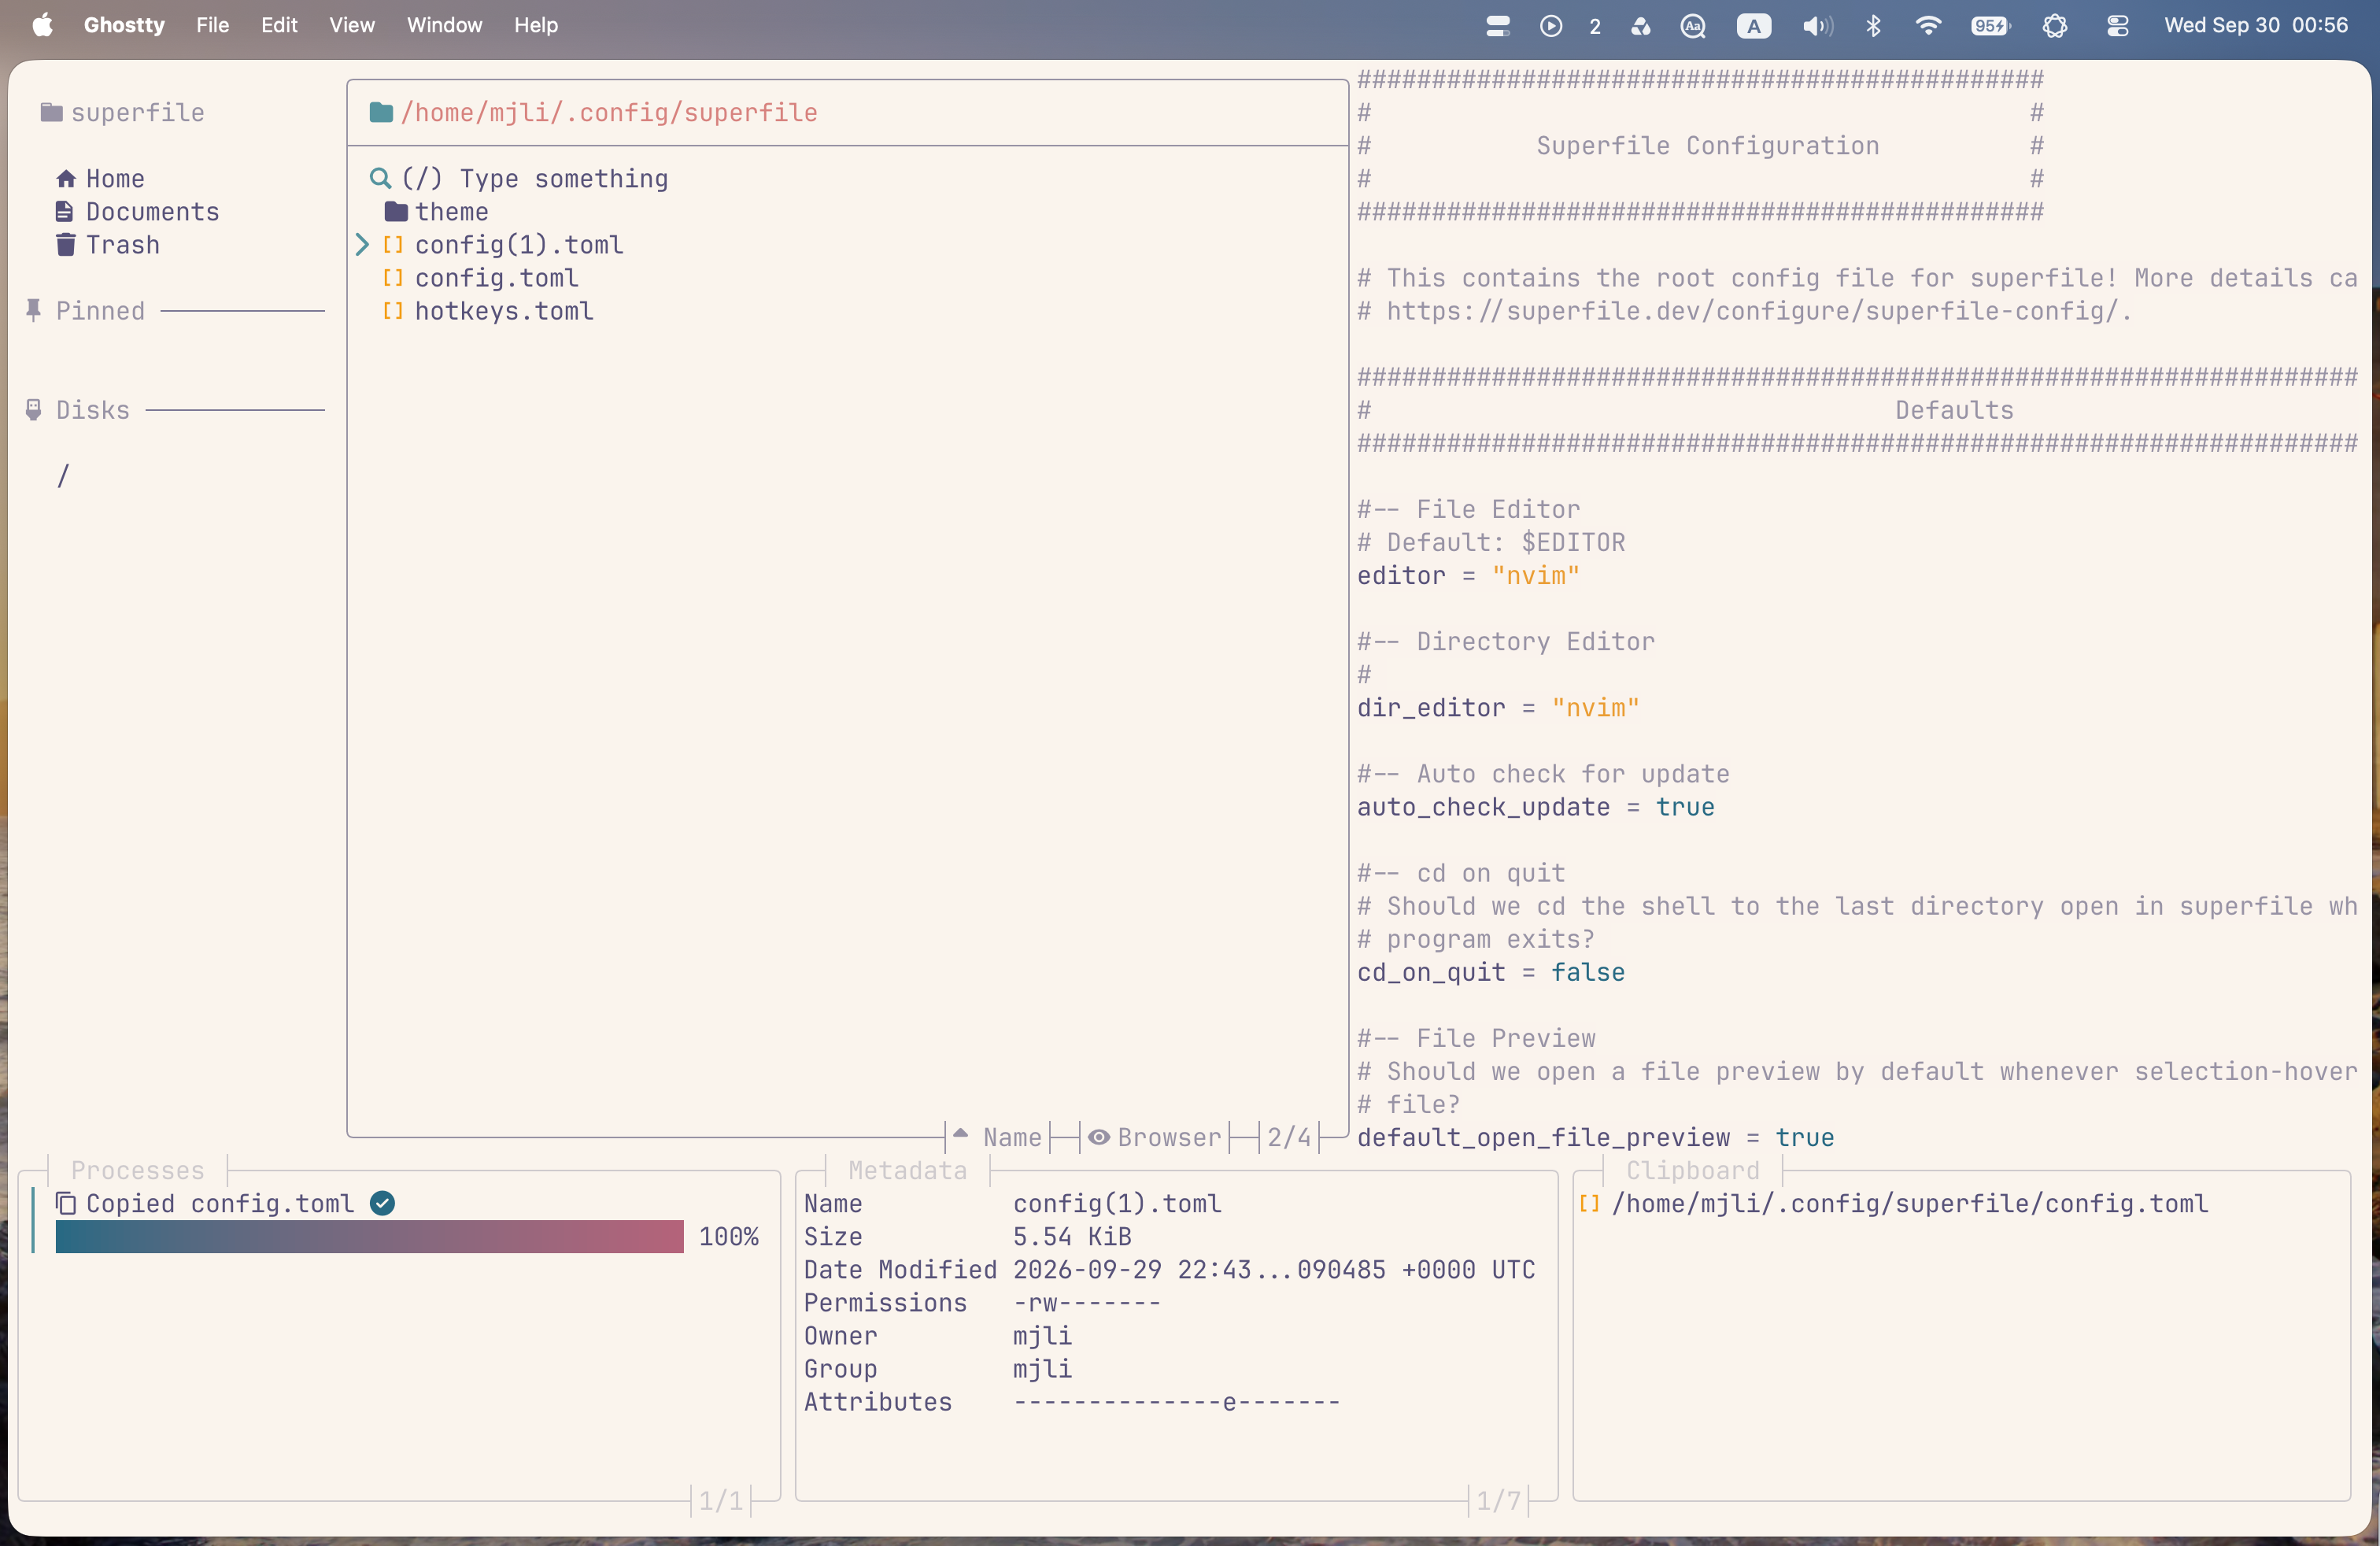 Ghostty File Edit View Window Help
2 Aa A 95 Wed Sep 30 00:56
superfile
Home
Documents
Trash
Pinned
Disks
/
/home/mjli/.config/superfile
(/) Type something
theme
[] config(1).toml
[] config.toml
[] hotkeys.toml
Name Browser 2/4
##############################################
# #
# Superfile Configuration #
# #
##############################################
# This contains the root config file for superfile! More details ca
# https://superfile.dev/configure/superfile-config/.
###################################################################
# Defaults
###################################################################
#-- File Editor
# Default: $EDITOR
editor = "nvim"
#-- Directory Editor
#
dir_editor = "nvim"
#-- Auto check for update
auto_check_update = true
#-- cd on quit
# Should we cd the shell to the last directory open in superfile wh
# program exits?
cd_on_quit = false
#-- File Preview
# Should we open a file preview by default whenever selection-hover
# file?
default_open_file_preview = true
Processes
Copied config.toml
100%
1/1
Metadata
Name config(1).toml
Size 5.54 KiB
Date Modified 2026-09-29 22:43...090485 +0000 UTC
Permissions -rw-------
Owner mjli
Group mjli
Attributes --------------e-------
1/7
Clipboard
[] /home/mjli/.config/superfile/config.toml